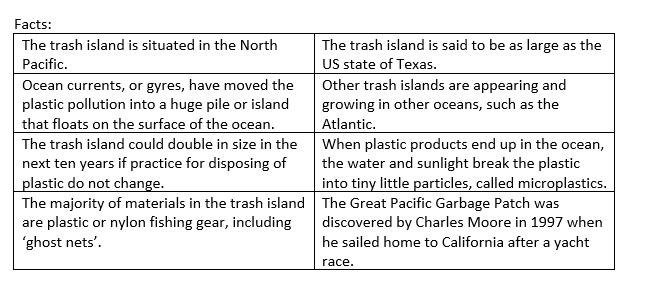 Facts:
The trash island is situated in the North
Pacific.
The trash island is said to be as large as the
US state of Texas.
Ocean currents, or gyres, have moved the
plastic pollution into a huge pile or island
that floats on the surface of the ocean.
Other trash islands are appearing and
growing in other oceans, such as the
Atlantic.
The trash island could double in size in the
next ten years if practice for disposing of
plastic do not change.
When plastic products end up in the ocean,
the water and sunlight break the plastic
into tiny little particles, called microplastics.
The majority of materials in the trash island
are plastic or nylon fishing gear, including
‘ghost nets’.
The Great Pacific Garbage Patch was
discovered by Charles Moore in 1997 when
he sailed home to California after a yacht
race.